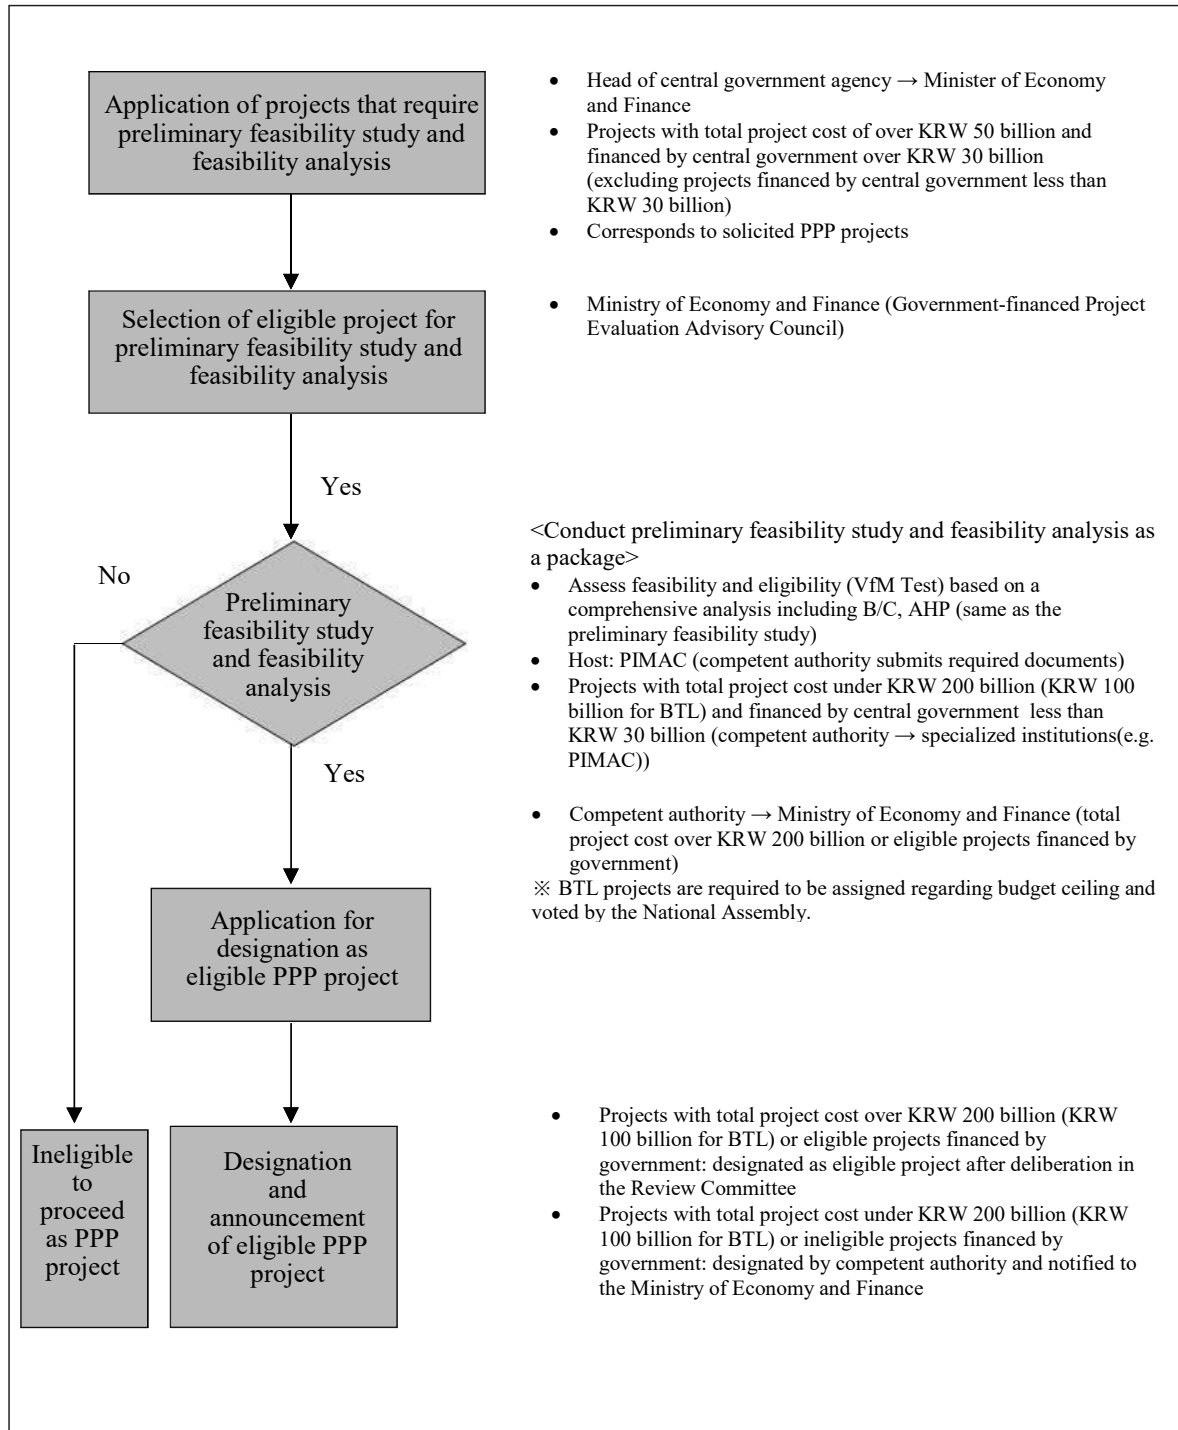 Application of projects that require
preliminary feasibility study and
feasibility analysis
• Head of central government agency → Minister of Economy
and Finance
• Projects with total project cost of over KRW 50 billion and
financed by central government over KRW 30 billion
(excluding projects financed by central government less than
KRW 30 billion)
• Corresponds to solicited PPP projects
Selection of eligible project for
preliminary feasibility study and
feasibility analysis
• Ministry of Economy and Finance (Government-financed Project
Evaluation Advisory Council)
Yes
No
Preliminary
feasibility study
and feasibility
analysis
<Conduct preliminary feasibility study and feasibility analysis as
a package>
• Assess feasibility and eligibility (VfM Test) based on a
comprehensive analysis including B/C, AHP (same as the
preliminary feasibility study)
• Host: PIMAC (competent authority submits required documents)
• Projects with total project cost under KRW 200 billion (KRW 100
billion for BTL) and financed by central government less than
KRW 30 billion (competent authority → specialized institutions(e.g.
PIMAC))
Yes
• Competent authority → Ministry of Economy and Finance (total
project cost over KRW 200 billion or eligible projects financed by
government)
※ BTL projects are required to be assigned regarding budget ceiling and
voted by the National Assembly.
Application for
designation as
eligible PPP project
Ineligible
to
proceed
as PPP
project
Designation
and
announcement
of eligible PPP
project
• Projects with total project cost over KRW 200 billion (KRW
100 billion for BTL) or eligible projects financed by
government: designated as eligible project after deliberation in
the Review Committee
• Projects with total project cost under KRW 200 billion (KRW
100 billion for BTL) or ineligible projects financed by
government: designated by competent authority and notified to
the Ministry of Economy and Finance